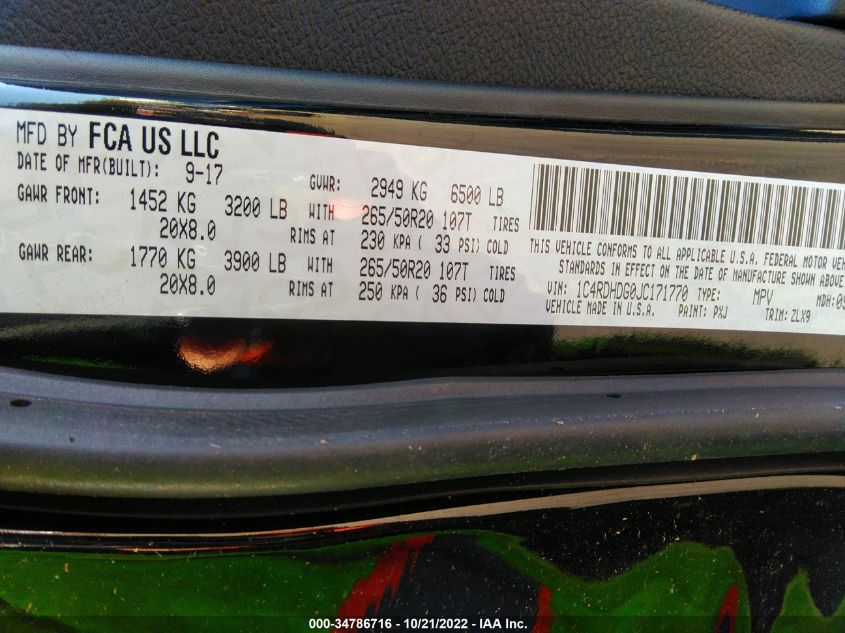 MFD BY FCA US LLC
DATE OF MFR(BUILT): 9-17 GVWR: 2949 KG 6500 LB
GAWR FRONT: 1452 KG 3200 LB WITH 265/50R20 107T TIRES
20X8.0 RIMS AT 230 KPA ( 33 PSI) COLD
GAWR REAR: 1770 KG 3900 LB WITH 265/50R20 107T TIRES
20X8.0 RIMS AT 250 KPA ( 36 PSI) COLD
THIS VEHICLE CONFORMS TO ALL APPLICABLE U.S.A. FEDERAL MOTOR
STANDARDS IN EFFECT ON THE DATE OF MANUFACTURE SHOWN ABOVE
VIN: 1C4RDHDG0JC171770 TYPE: MPV MDH:
VEHICLE MADE IN U.S.A. PAINT: PXJ TRIM: ZLX9
000-34786716 - 10/21/2022 - IAA Inc.